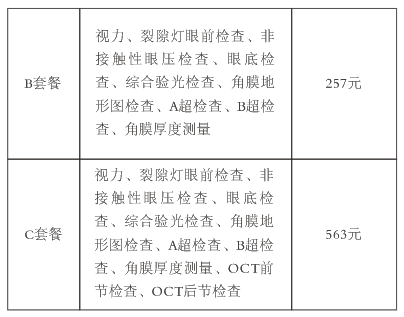 B套餐
视力、裂隙灯眼前检查、非
接触性眼压检查、眼底检
查、综合验光检查、角膜地
形图检查、A超检查、B超检
查、角膜厚度测量
257元
C套餐
视力、裂隙灯眼前检查、非
接触性眼压检查、眼底检
查、综合验光检查、角膜地
形图检查、A超检查、B超检
查、角膜厚度测量、OCT前
节检查、OCT后节检查
563元